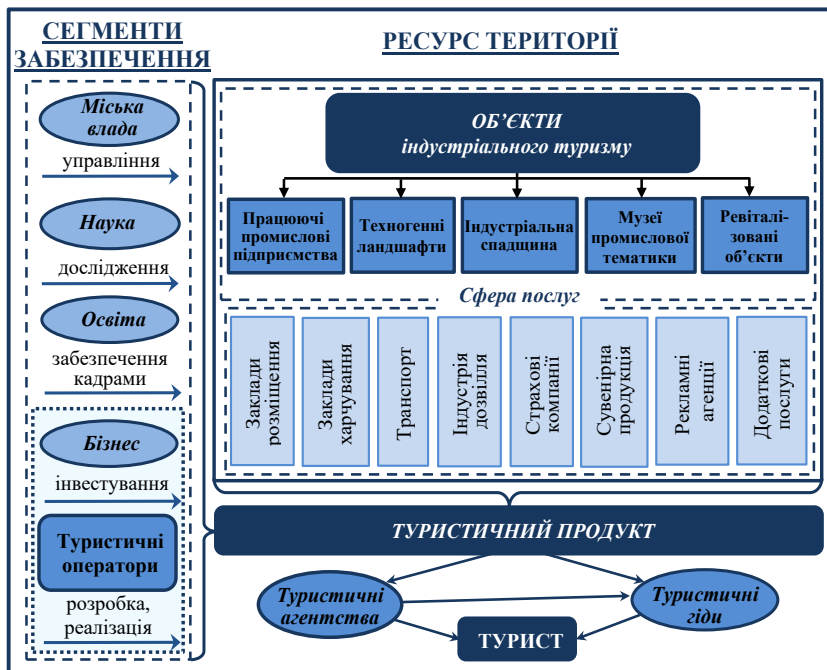 СЕГМЕНТИ
ЗАБЕЗПЕЧЕННЯ
Міська
влада
управління
Наука
дослідження
Освіта
забезпечення
кадрами
Бізнес
інвестування
Туристичні
оператори
розробка,
реалізація
РЕСУРС ТЕРИТОРІЇ
ОБ’ЄКТИ
індустріального туризму
Працюючі
промислові
підприємства
Техногенні
ландшафти
Індустріальна
спадщина
Музеї
промислової
тематики
Ревіталі-
зовані
об’єкти
Сфера послуг
Заклади
розміщення
Заклади
харчування
Транспорт
Індустрія
дозвілля
Страхові
компанії
Сувенірна
продукція
Рекламні
агенції
Додаткові
послуги
ТУРИСТИЧНИЙ ПРОДУКТ
Туристичні
агентства
Туристичні
гіди
ТУРИСТ